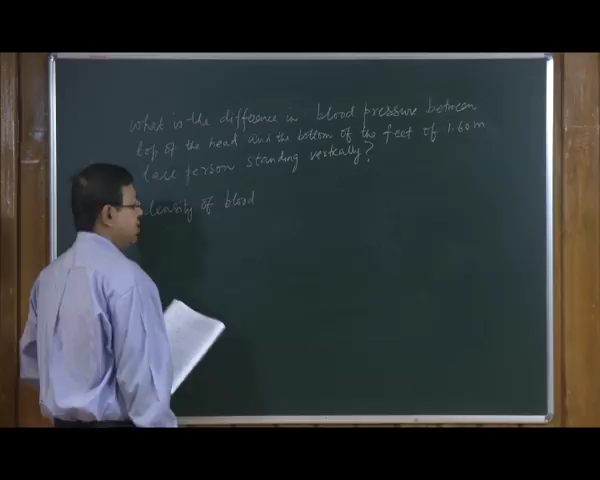 What is the difference in blood pressure between
top of the head and the bottom of the feet of 1.60 m
person standing vertically?
density of blood